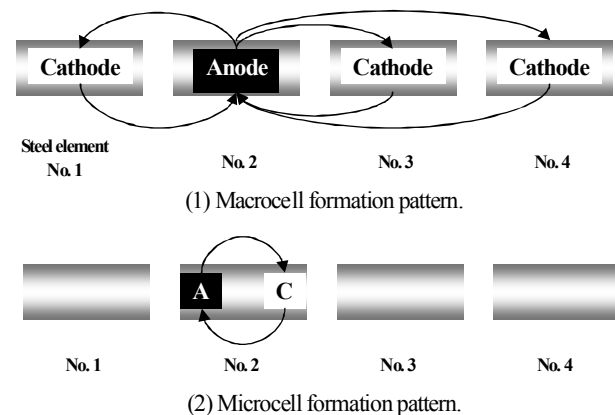 Cathode Anode Cathode Cathode
Steel element
No. 1 No. 2 No. 3 No. 4
(1) Macrocell formation pattern.
A C
No. 1 No. 2 No. 3 No. 4
(2) Microcell formation pattern.